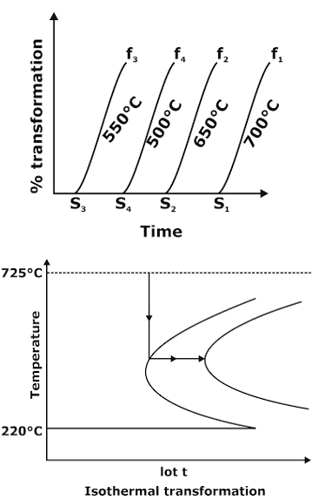 % transformation
f₃ f₄ f₂ f₁
550°C 500°C 650°C 700°C
S₃ S₄ S₂ S₁
Time
725°C
Temperature
220°C
lot t
Isothermal transformation